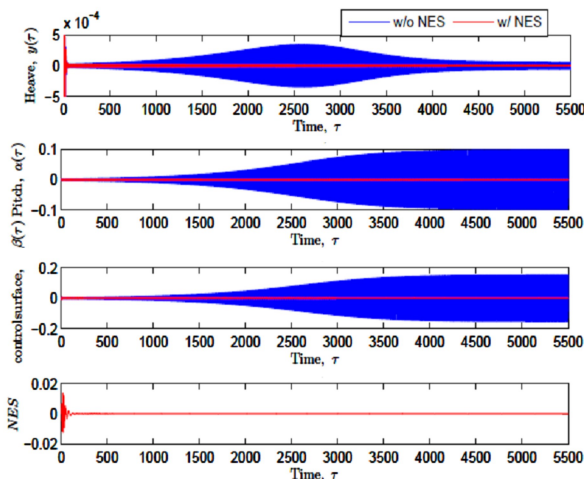 x 10⁻⁴
w/o NES w/ NES
Heave, y(τ)
5
0
−5
0 500 1000 1500 2000 2500 3000 3500 4000 4500 5000 5500
Time, τ
Pitch, α(τ)
0.1
0
−0.1
0 500 1000 1500 2000 2500 3000 3500 4000 4500 5000 5500
Time, τ
controlsurface, β(τ)
0.2
0
−0.2
0 500 1000 1500 2000 2500 3000 3500 4000 4500 5000 5500
Time, τ
NES
0.02
0
−0.02
0 500 1000 1500 2000 2500 3000 3500 4000 4500 5000 5500
Time, τ